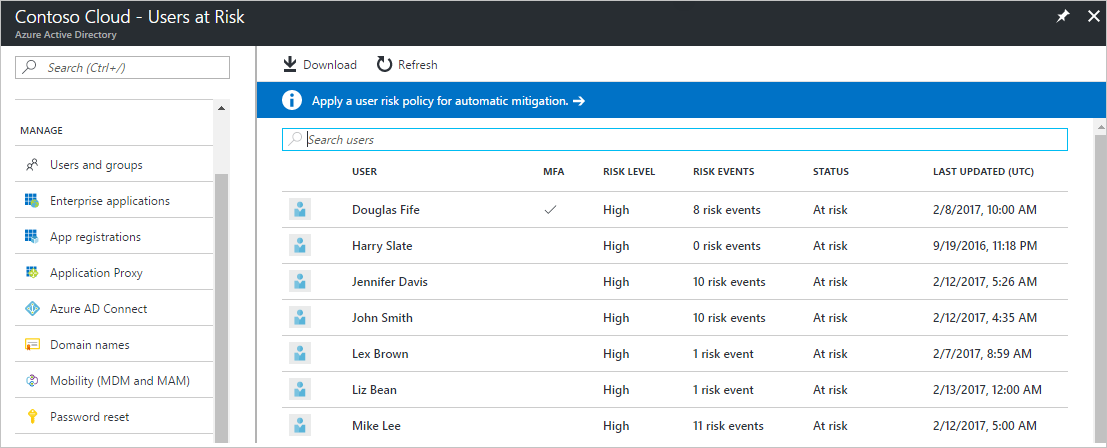 Contoso Cloud - Users at Risk
Azure Active Directory
Search (Ctrl+/)
MANAGE
Users and groups
Enterprise applications
App registrations
Application Proxy
Azure AD Connect
Domain names
Mobility (MDM and MAM)
Password reset
Download Refresh
Apply a user risk policy for automatic mitigation.
Search users
USER MFA RISK LEVEL RISK EVENTS STATUS LAST UPDATED (UTC)
Douglas Fife High 8 risk events At risk 2/8/2017, 10:00 AM
Harry Slate High 0 risk events At risk 9/19/2016, 11:18 PM
Jennifer Davis High 10 risk events At risk 2/12/2017, 5:26 AM
John Smith High 10 risk events At risk 2/12/2017, 4:35 AM
Lex Brown High 1 risk event At risk 2/7/2017, 8:59 AM
Liz Bean High 1 risk event At risk 2/13/2017, 12:00 AM
Mike Lee High 11 risk events At risk 2/12/2017, 5:00 AM